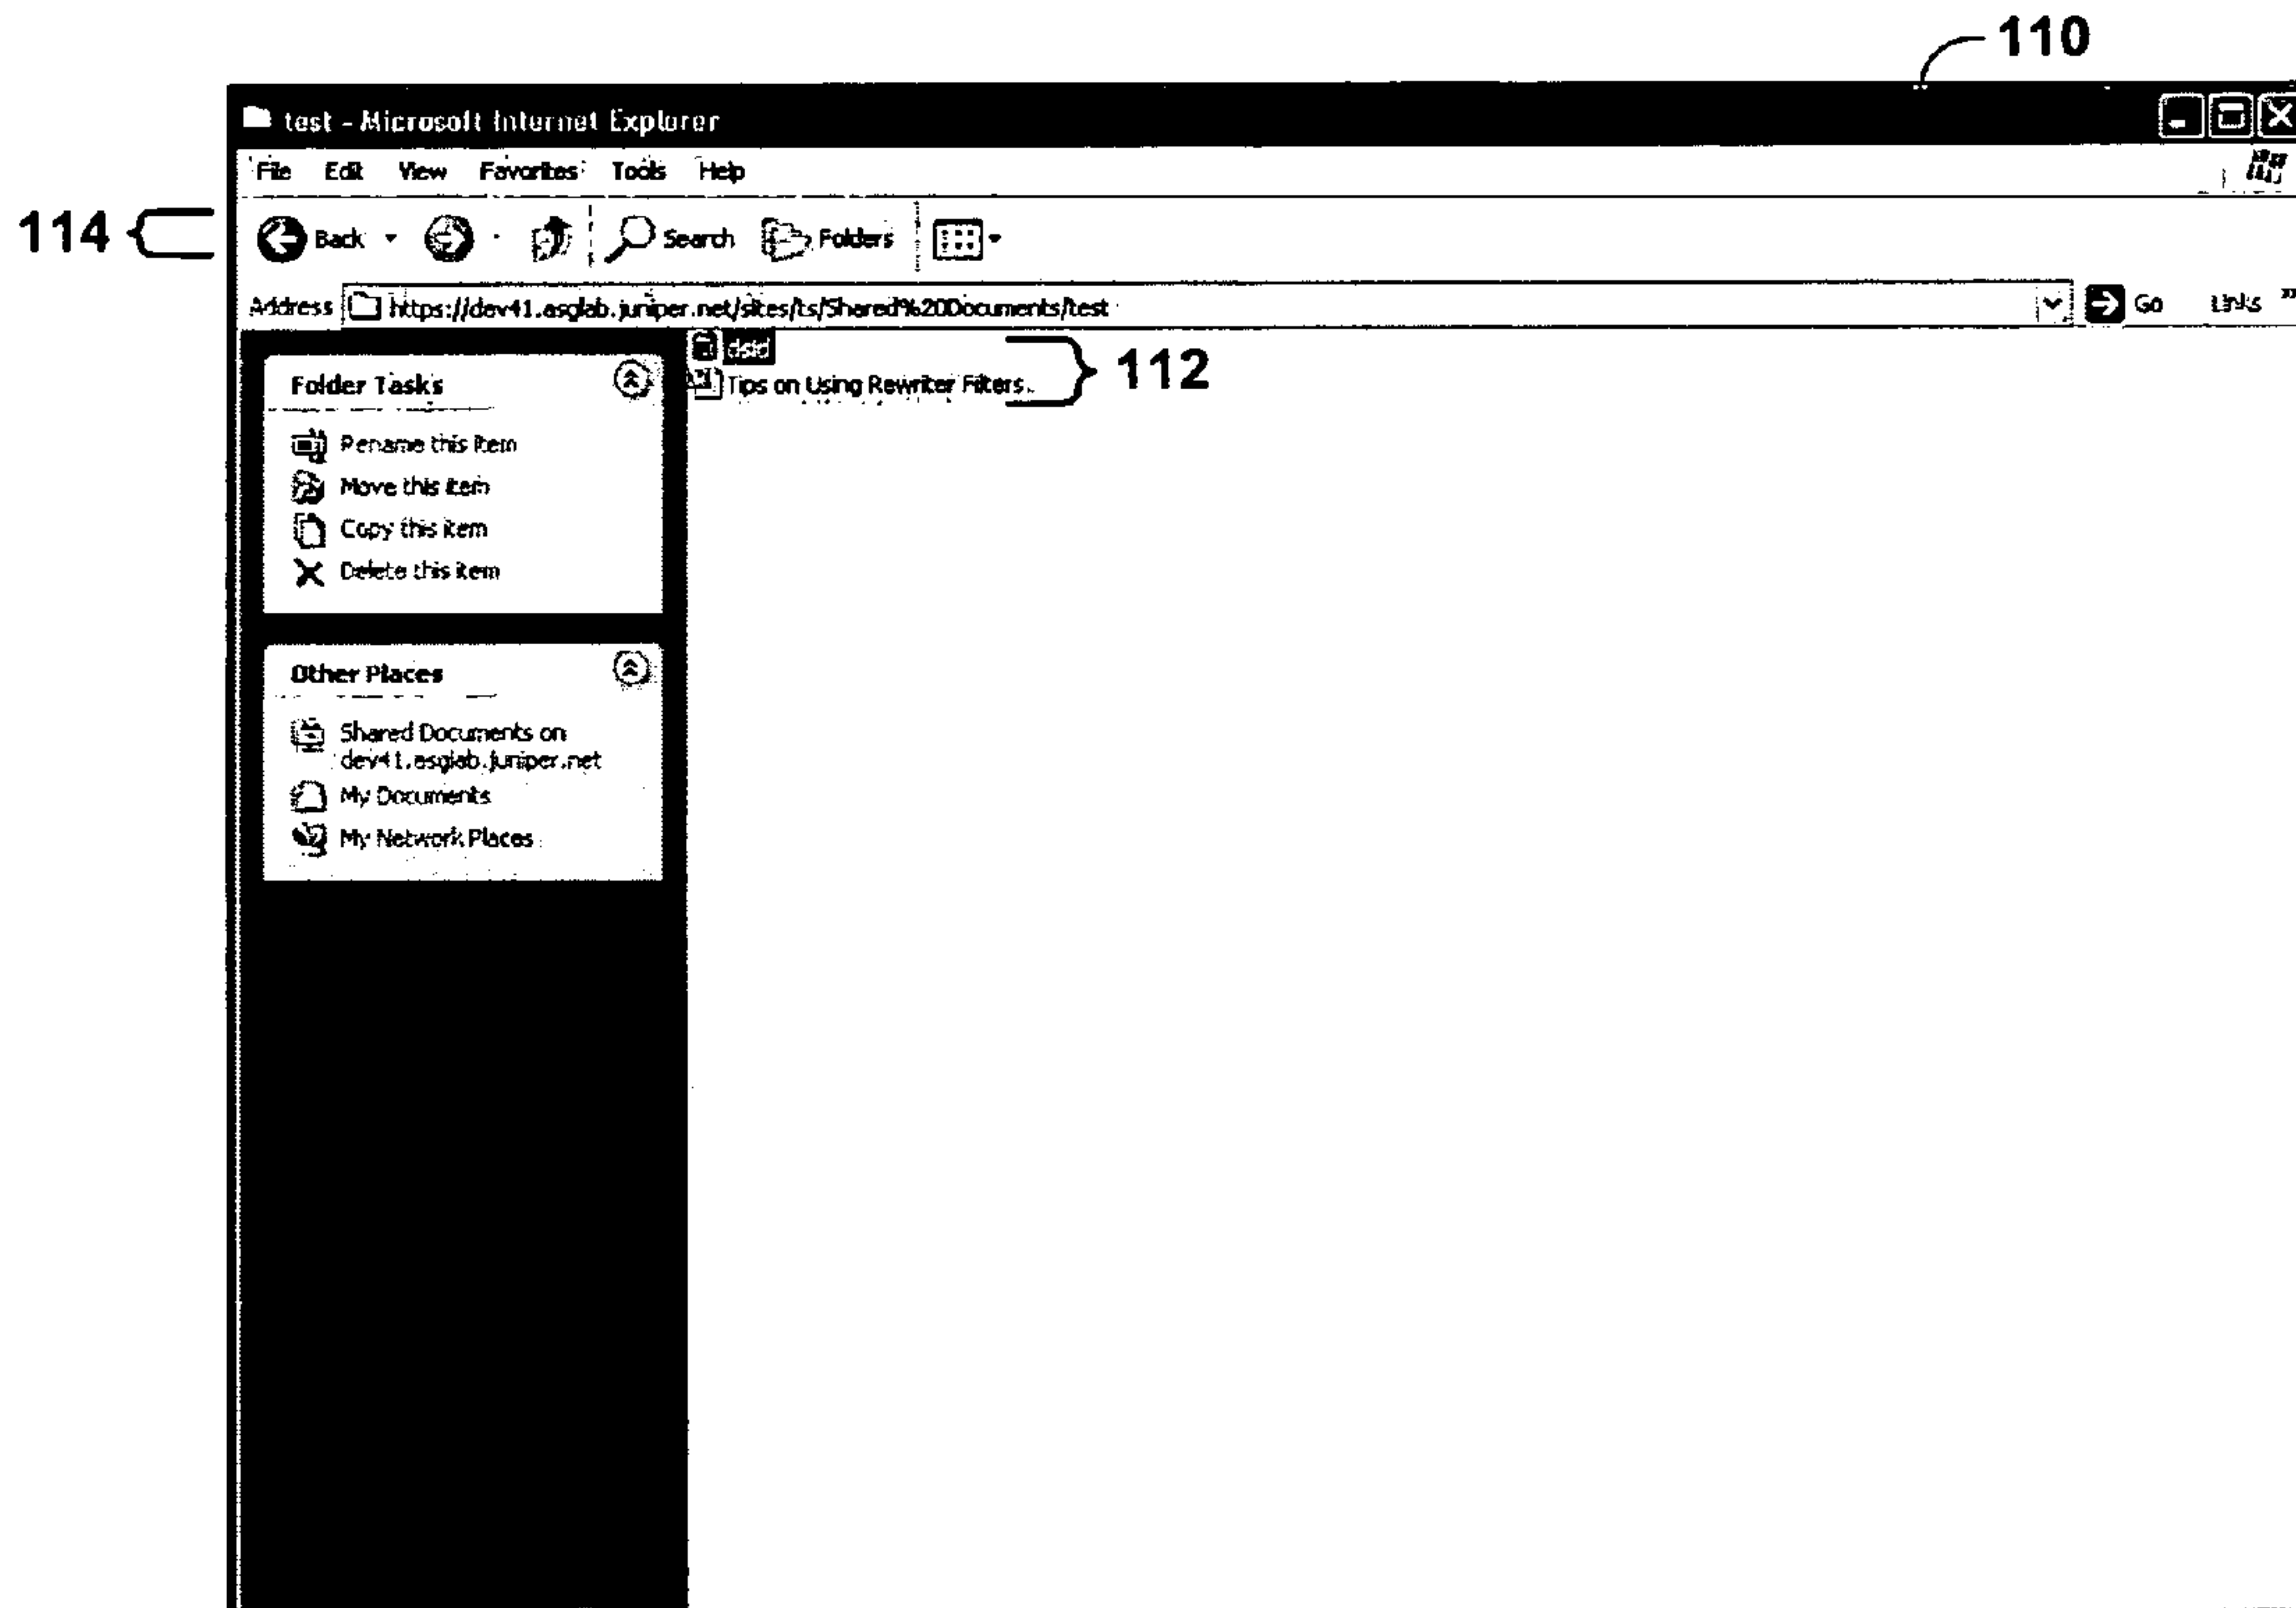 110
test - Microsoft Internet Explorer
File Edit View Favorites Tools Help
114
Back Search Folders
Address https://dev41.asglab.juniper.net/sites/ts/Shared%20Documents/test Go Links »
Folder Tasks
Rename this item
Move this item
Copy this item
Delete this item
Other Places
Shared Documents on
dev41.asglab.juniper.net
My Documents
My Network Places
Tips on Using Rewriter Filters
112